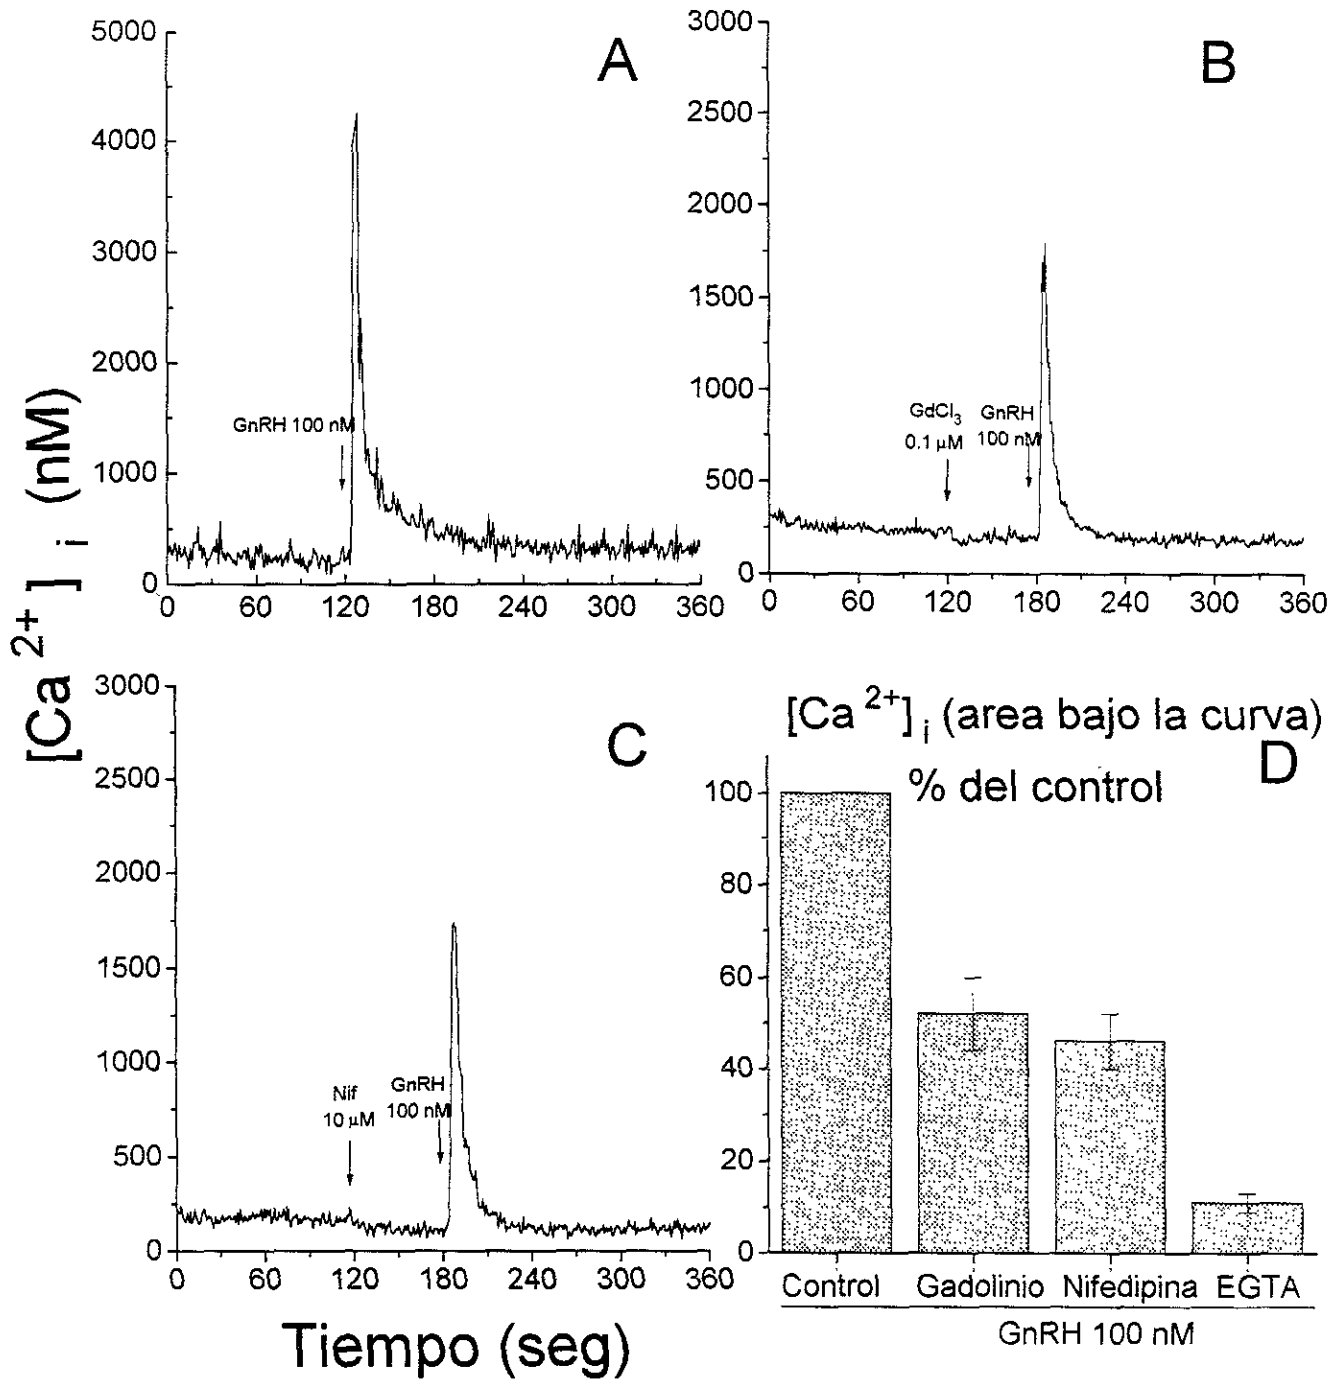 [Ca 2+] i (nM)
A
5000
4000
3000
2000
1000
0
GnRH 100 nM
0 60 120 180 240 300 360
B
3000
2500
2000
1500
1000
500
0
GdCl3 GnRH
0.1 µM 100 nM
0 60 120 180 240 300 360
C
3000
2500
2000
1500
1000
500
0
Nif GnRH
10 µM 100 nM
0 60 120 180 240 300 360
Tiempo (seg)
[Ca 2+] i (area bajo la curva)
D
% del control
100
80
60
40
20
0
Control Gadolinio Nifedipina EGTA
GnRH 100 nM